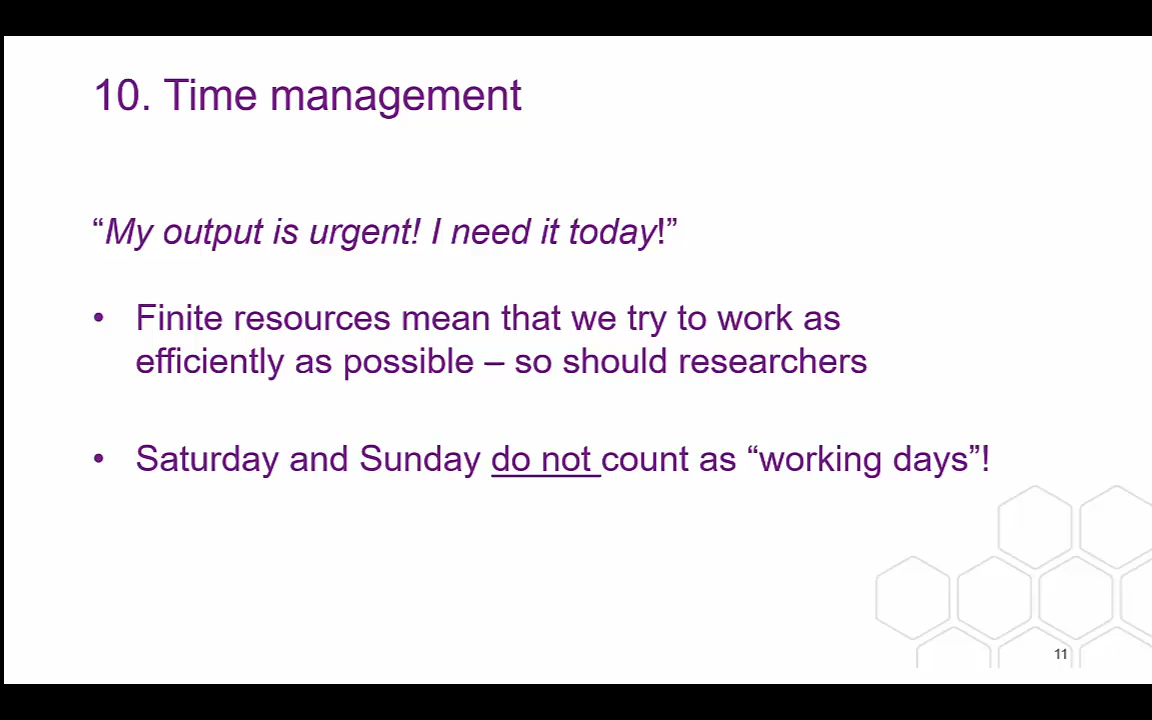 10. Time management
“My output is urgent! I need it today!”
• Finite resources mean that we try to work as
efficiently as possible – so should researchers
• Saturday and Sunday do not count as “working days”!
11